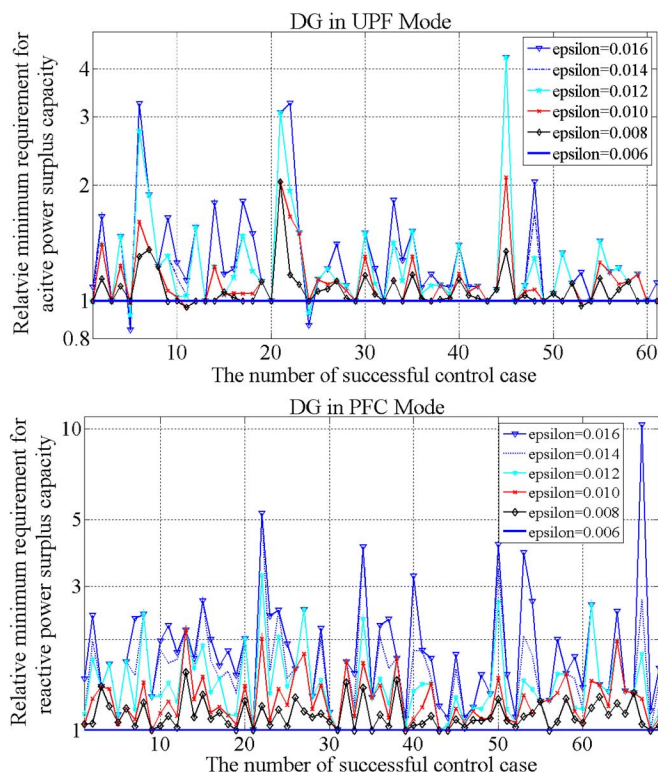 DG in UPF Mode
Relatvie minimum requirement for
acitve power surplus capacity
4
3
2
1
0.8
epsilon=0.016
epsilon=0.014
epsilon=0.012
epsilon=0.010
epsilon=0.008
epsilon=0.006
10 20 30 40 50 60
The number of successful control case
DG in PFC Mode
Relative minimum requirement for
reactive power surplus capacity
10
5
3
1
epsilon=0.016
epsilon=0.014
epsilon=0.012
epsilon=0.010
epsilon=0.008
epsilon=0.006
10 20 30 40 50 60
The number of successful control case